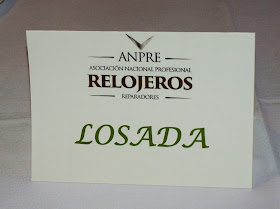 ANPRE
ASOCIACIÓN NACIONAL PROFESIONAL
RELOJEROS
REPARADORES
LOSADA